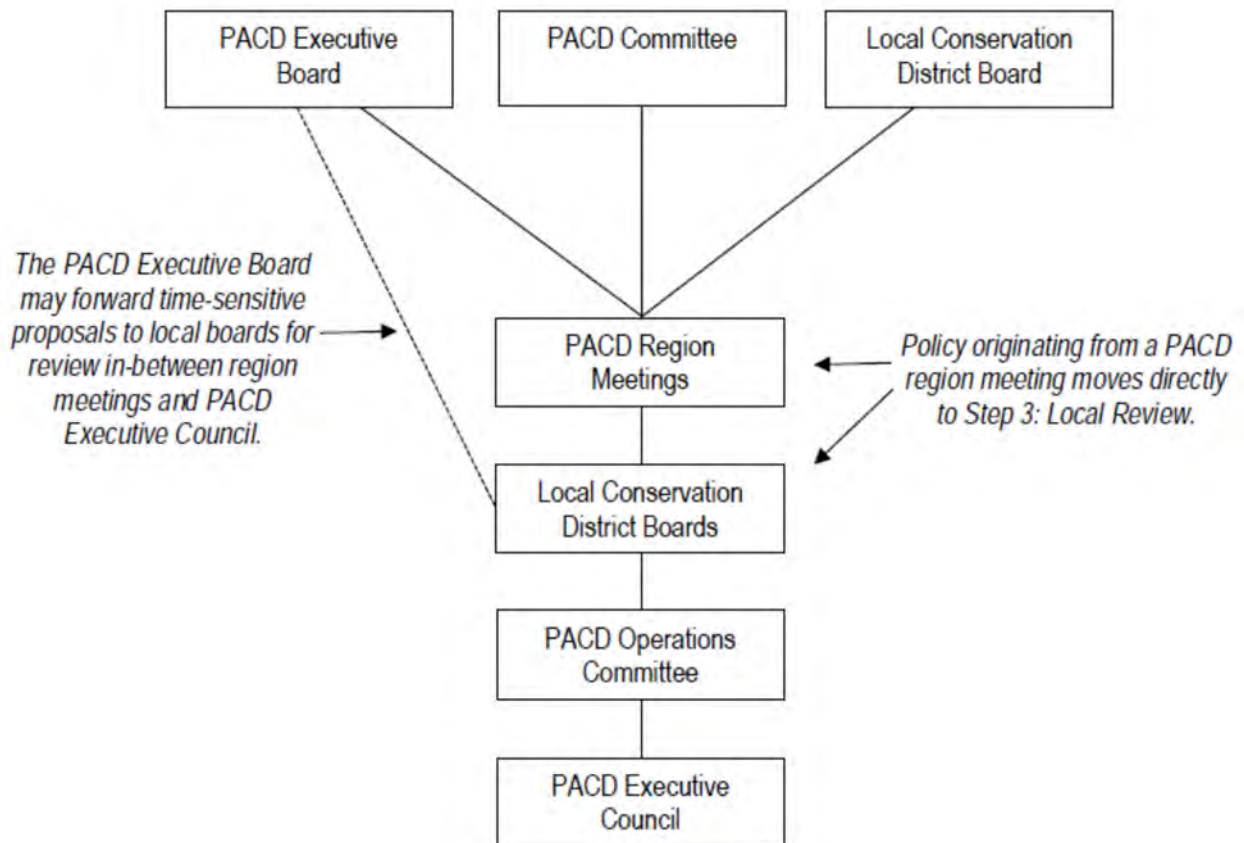 PACD Executive
Board
PACD Committee
Local Conservation
District Board
The PACD Executive Board
may forward time-sensitive
proposals to local boards for
review in-between region
meetings and PACD
Executive Council.
PACD Region
Meetings
Policy originating from a PACD
region meeting moves directly
to Step 3: Local Review.
Local Conservation
District Boards
PACD Operations
Committee
PACD Executive
Council